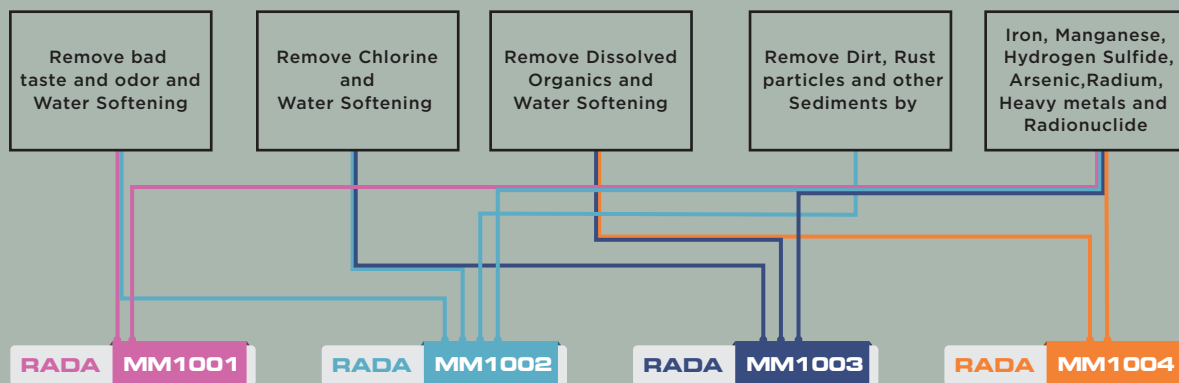 Remove bad
taste and odor and
Water Softening
Remove Chlorine
and
Water Softening
Remove Dissolved
Organics and
Water Softening
Remove Dirt, Rust
particles and other
Sediments by
Iron, Manganese,
Hydrogen Sulfide,
Arsenic,Radium,
Heavy metals and
Radionuclide
RADA MM1001
RADA MM1002
RADA MM1003
RADA MM1004